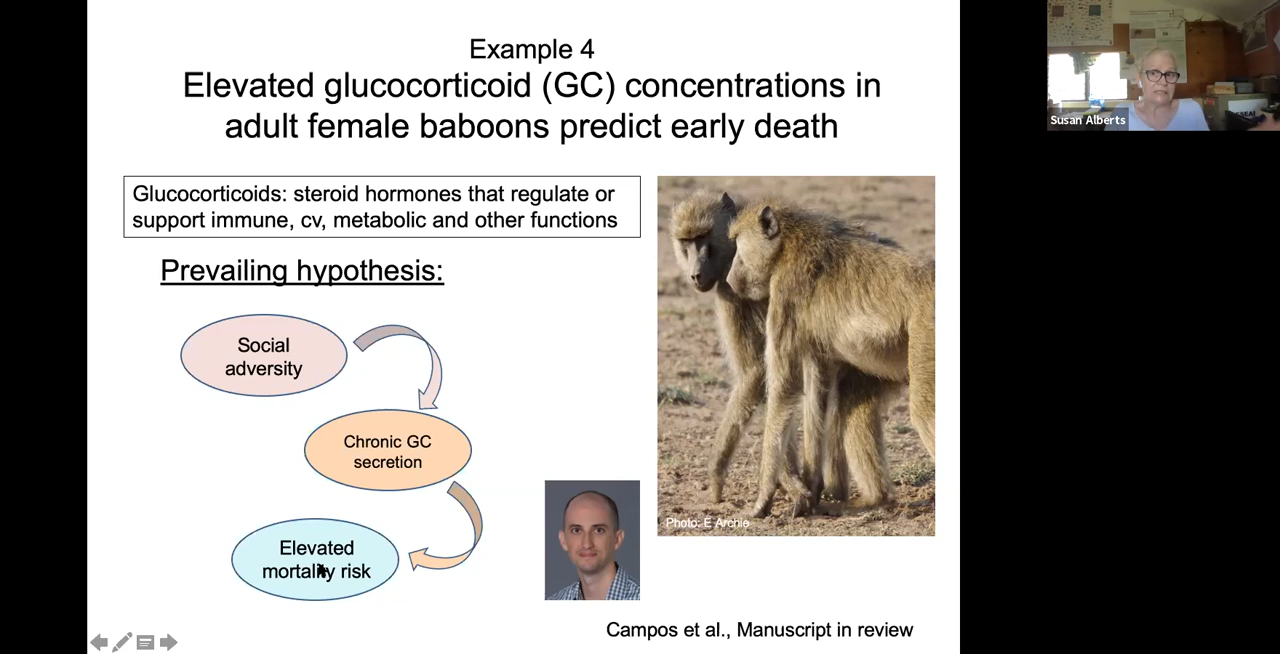 Example 4
Elevated glucocorticoid (GC) concentrations in
adult female baboons predict early death
Glucocorticoids: steroid hormones that regulate or
support immune, cv, metabolic and other functions
Prevailing hypothesis:
Social
adversity
Chronic GC
secretion
Elevated
mortality risk
Photo: E Archie
Campos et al., Manuscript in review
Susan Alberts